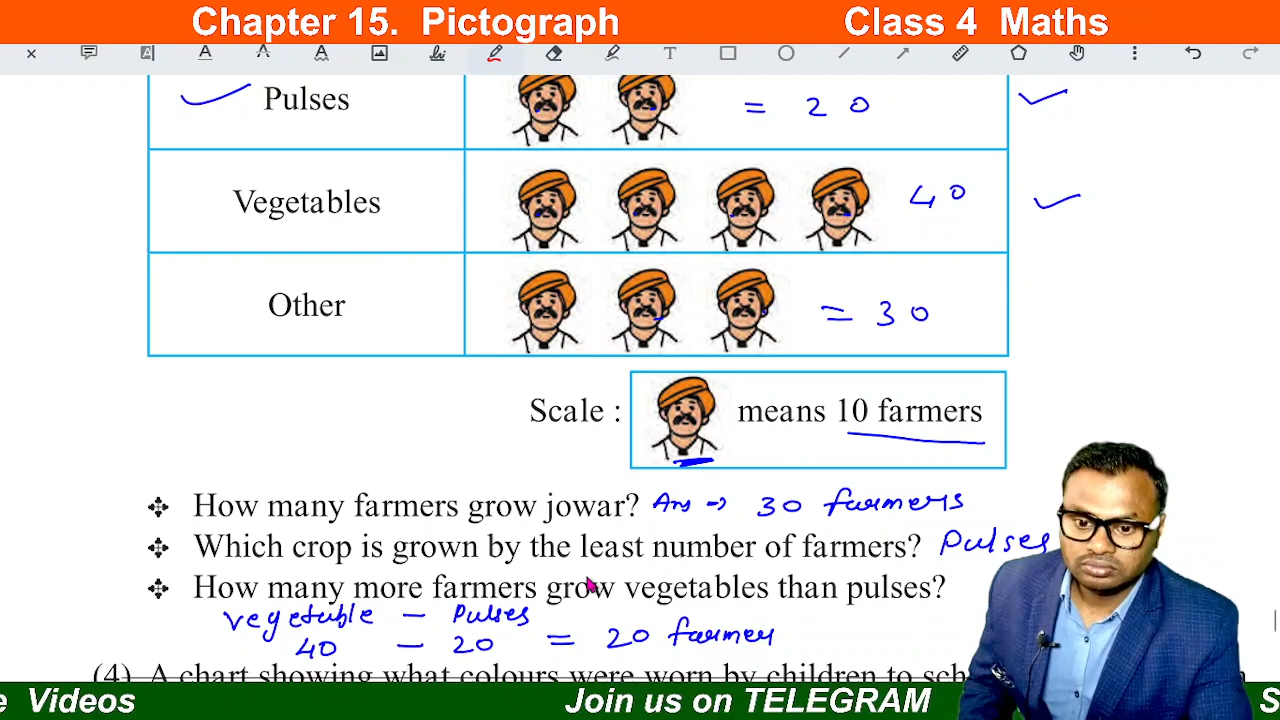 Chapter 15. Pictograph Class 4 Maths
Pulses = 20
Vegetables 40
Other = 30
Scale : means 10 farmers
How many farmers grow jowar? Ans → 30 farmers
Which crop is grown by the least number of farmers? Pulses
How many more farmers grow vegetables than pulses?
vegetable – Pulses
40 – 20 = 20 farmer
(4) A chart showing what colours were worn by children to sch
e Videos Join us on TELEGRAM S